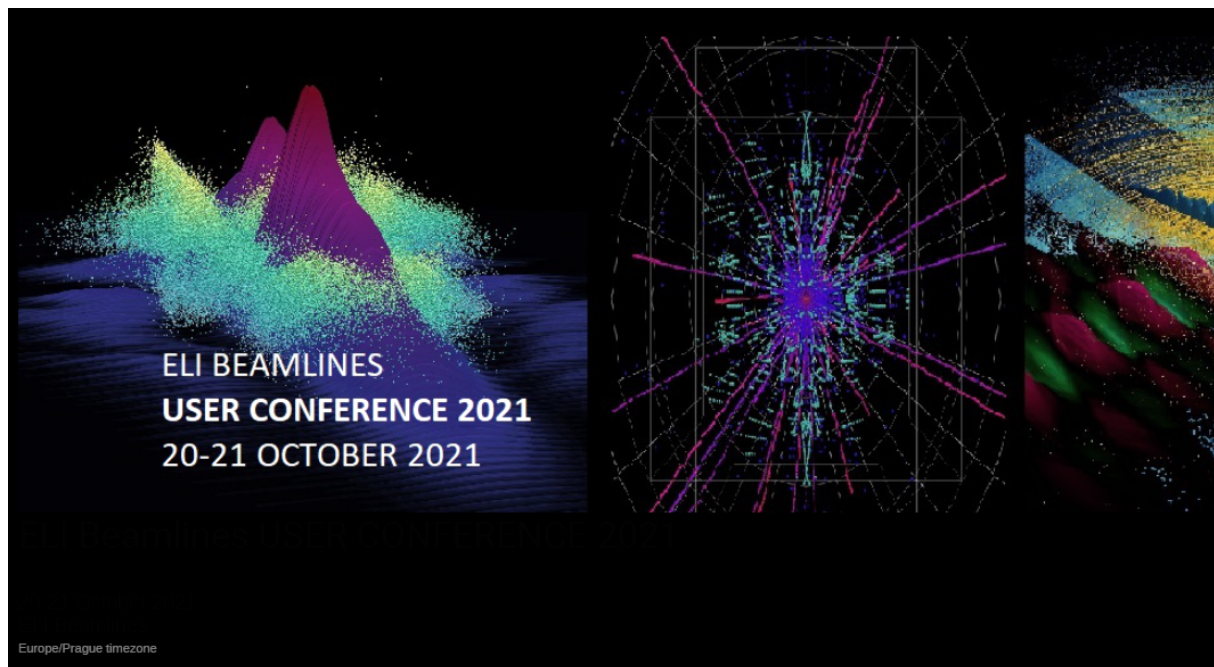 ELI BEAMLINES
USER CONFERENCE 2021
20-21 OCTOBER 2021
ELI Beamlines USER CONFERENCE 2021
Europe/Prague timezone